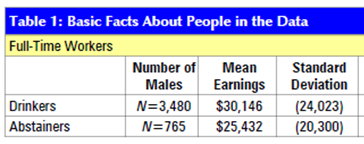 Table 1: Basic Facts About People in the Data
Full-Time Workers
Number of Males Mean Earnings Standard Deviation
Drinkers N=3,480 $30,146 (24,023)
Abstainers N=765 $25,432 (20,300)